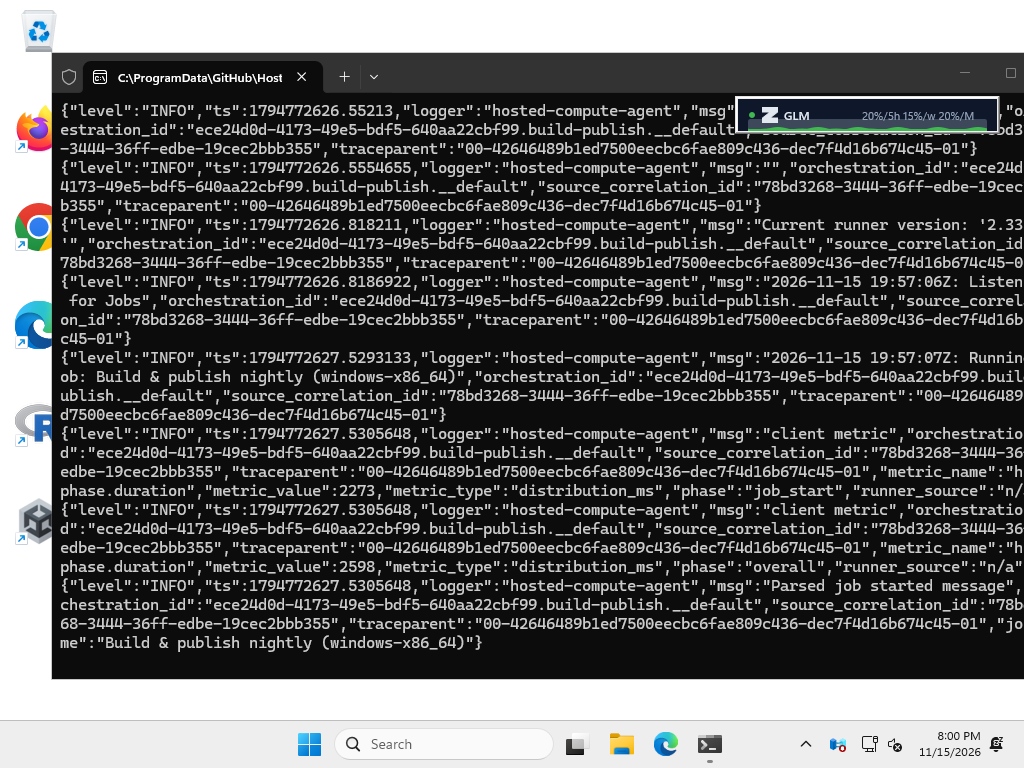 C:\ProgramData\GitHub\Host
{"level":"INFO","ts":1794772626.55213,"logger":"hosted-compute-agent","msg":
GLM 20%/5h 15%/w 20%/M
estration_id":"ece24d0d-4173-49e5-bdf5-640aa22cbf99.build-publish.__default"
-3444-36ff-edbe-19cec2bbb355","traceparent":"00-42646489b1ed7500eecbc6fae809c436-dec7f4d16b674c45-01"}
{"level":"INFO","ts":1794772626.5554655,"logger":"hosted-compute-agent","msg":"","orchestration_id":"ece24d
4173-49e5-bdf5-640aa22cbf99.build-publish.__default","source_correlation_id":"78bd3268-3444-36ff-edbe-19cec
b355","traceparent":"00-42646489b1ed7500eecbc6fae809c436-dec7f4d16b674c45-01"}
{"level":"INFO","ts":1794772626.818211,"logger":"hosted-compute-agent","msg":"Current runner version: '2.33
'","orchestration_id":"ece24d0d-4173-49e5-bdf5-640aa22cbf99.build-publish.__default","source_correlation_id
78bd3268-3444-36ff-edbe-19cec2bbb355","traceparent":"00-42646489b1ed7500eecbc6fae809c436-dec7f4d16b674c45-0
{"level":"INFO","ts":1794772626.8186922,"logger":"hosted-compute-agent","msg":"2026-11-15 19:57:06Z: Listen
for Jobs","orchestration_id":"ece24d0d-4173-49e5-bdf5-640aa22cbf99.build-publish.__default","source_correl
on_id":"78bd3268-3444-36ff-edbe-19cec2bbb355","traceparent":"00-42646489b1ed7500eecbc6fae809c436-dec7f4d16b
c45-01"}
{"level":"INFO","ts":1794772627.5293133,"logger":"hosted-compute-agent","msg":"2026-11-15 19:57:07Z: Runnin
ob: Build & publish nightly (windows-x86_64)","orchestration_id":"ece24d0d-4173-49e5-bdf5-640aa22cbf99.buil
ublish.__default","source_correlation_id":"78bd3268-3444-36ff-edbe-19cec2bbb355","traceparent":"00-42646489
d7500eecbc6fae809c436-dec7f4d16b674c45-01"}
{"level":"INFO","ts":1794772627.5305648,"logger":"hosted-compute-agent","msg":"client metric","orchestratio
d":"ece24d0d-4173-49e5-bdf5-640aa22cbf99.build-publish.__default","source_correlation_id":"78bd3268-3444-36
edbe-19cec2bbb355","traceparent":"00-42646489b1ed7500eecbc6fae809c436-dec7f4d16b674c45-01","metric_name":"h
phase.duration","metric_value":2273,"metric_type":"distribution_ms","phase":"job_start","runner_source":"n/
{"level":"INFO","ts":1794772627.5305648,"logger":"hosted-compute-agent","msg":"client metric","orchestratio
d":"ece24d0d-4173-49e5-bdf5-640aa22cbf99.build-publish.__default","source_correlation_id":"78bd3268-3444-36
edbe-19cec2bbb355","traceparent":"00-42646489b1ed7500eecbc6fae809c436-dec7f4d16b674c45-01","metric_name":"h
phase.duration","metric_value":2598,"metric_type":"distribution_ms","phase":"overall","runner_source":"n/a"
{"level":"INFO","ts":1794772627.5305648,"logger":"hosted-compute-agent","msg":"Parsed job started message",
chestration_id":"ece24d0d-4173-49e5-bdf5-640aa22cbf99.build-publish.__default","source_correlation_id":"78b
68-3444-36ff-edbe-19cec2bbb355","traceparent":"00-42646489b1ed7500eecbc6fae809c436-dec7f4d16b674c45-01","jo
me":"Build & publish nightly (windows-x86_64)"}
Search
8:00 PM
11/15/2026